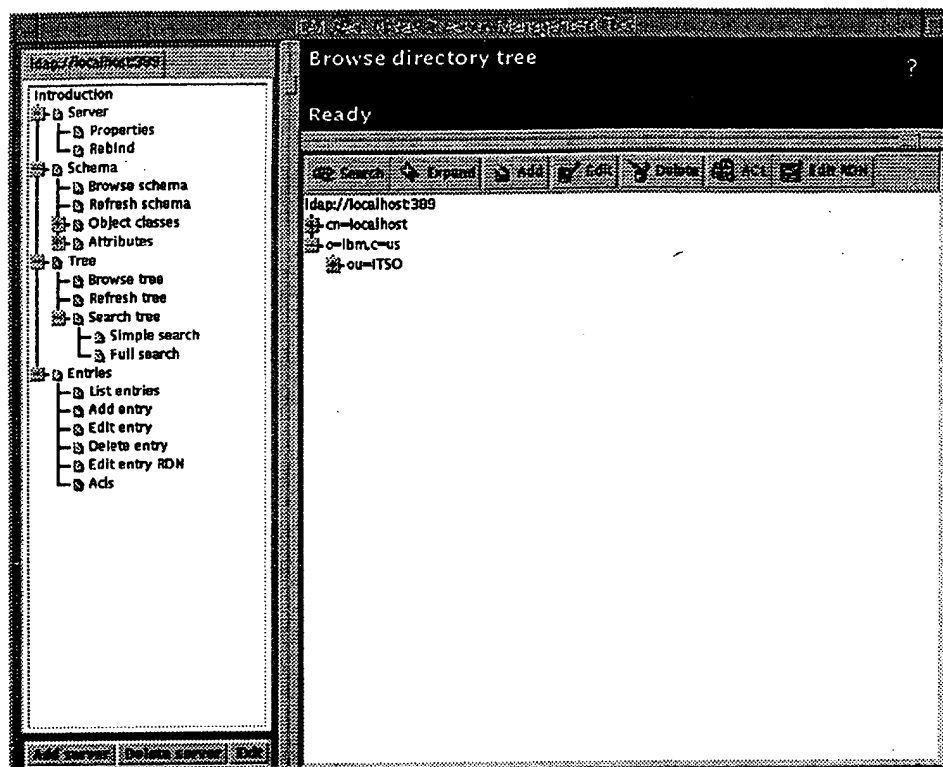 Directory Management Tool
ldap://localhost:389
Introduction
Server
Properties
Rebind
Schema
Browse schema
Refresh schema
Object classes
Attributes
Tree
Browse tree
Refresh tree
Search tree
Simple search
Full search
Entries
List entries
Add entry
Edit entry
Delete entry
Edit entry RDN
Acls
Add server Delete server Exit
Browse directory tree
?
Ready
Search Expand Add Edit Delete ACL Edit RDN
ldap://localhost:389
cn=localhost
o=ibm,c=us
ou=ITSO